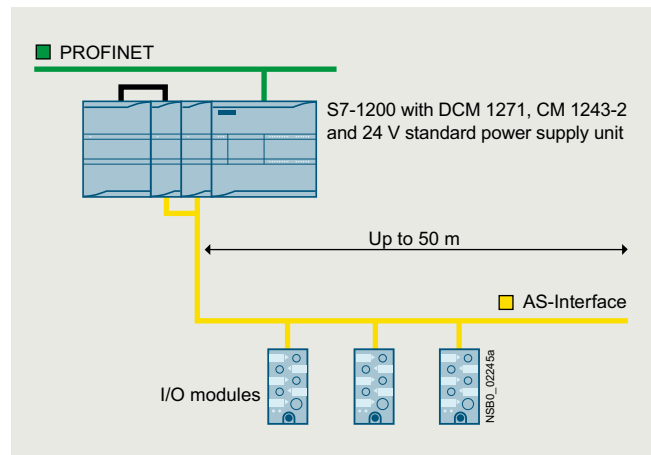 PROFINET
S7-1200 with DCM 1271, CM 1243-2
and 24 V standard power supply unit
Up to 50 m
AS-Interface
I/O modules
NSB0_02245a